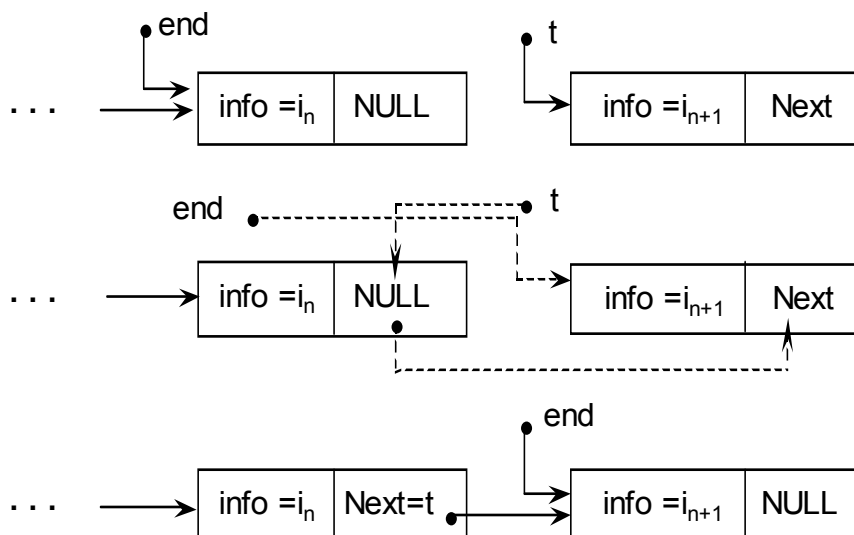 end
t
. . . info =iₙ NULL info =iₙ₊₁ Next
end t
. . . info =iₙ NULL info =iₙ₊₁ Next
end
. . . info =iₙ Next=t info =iₙ₊₁ NULL